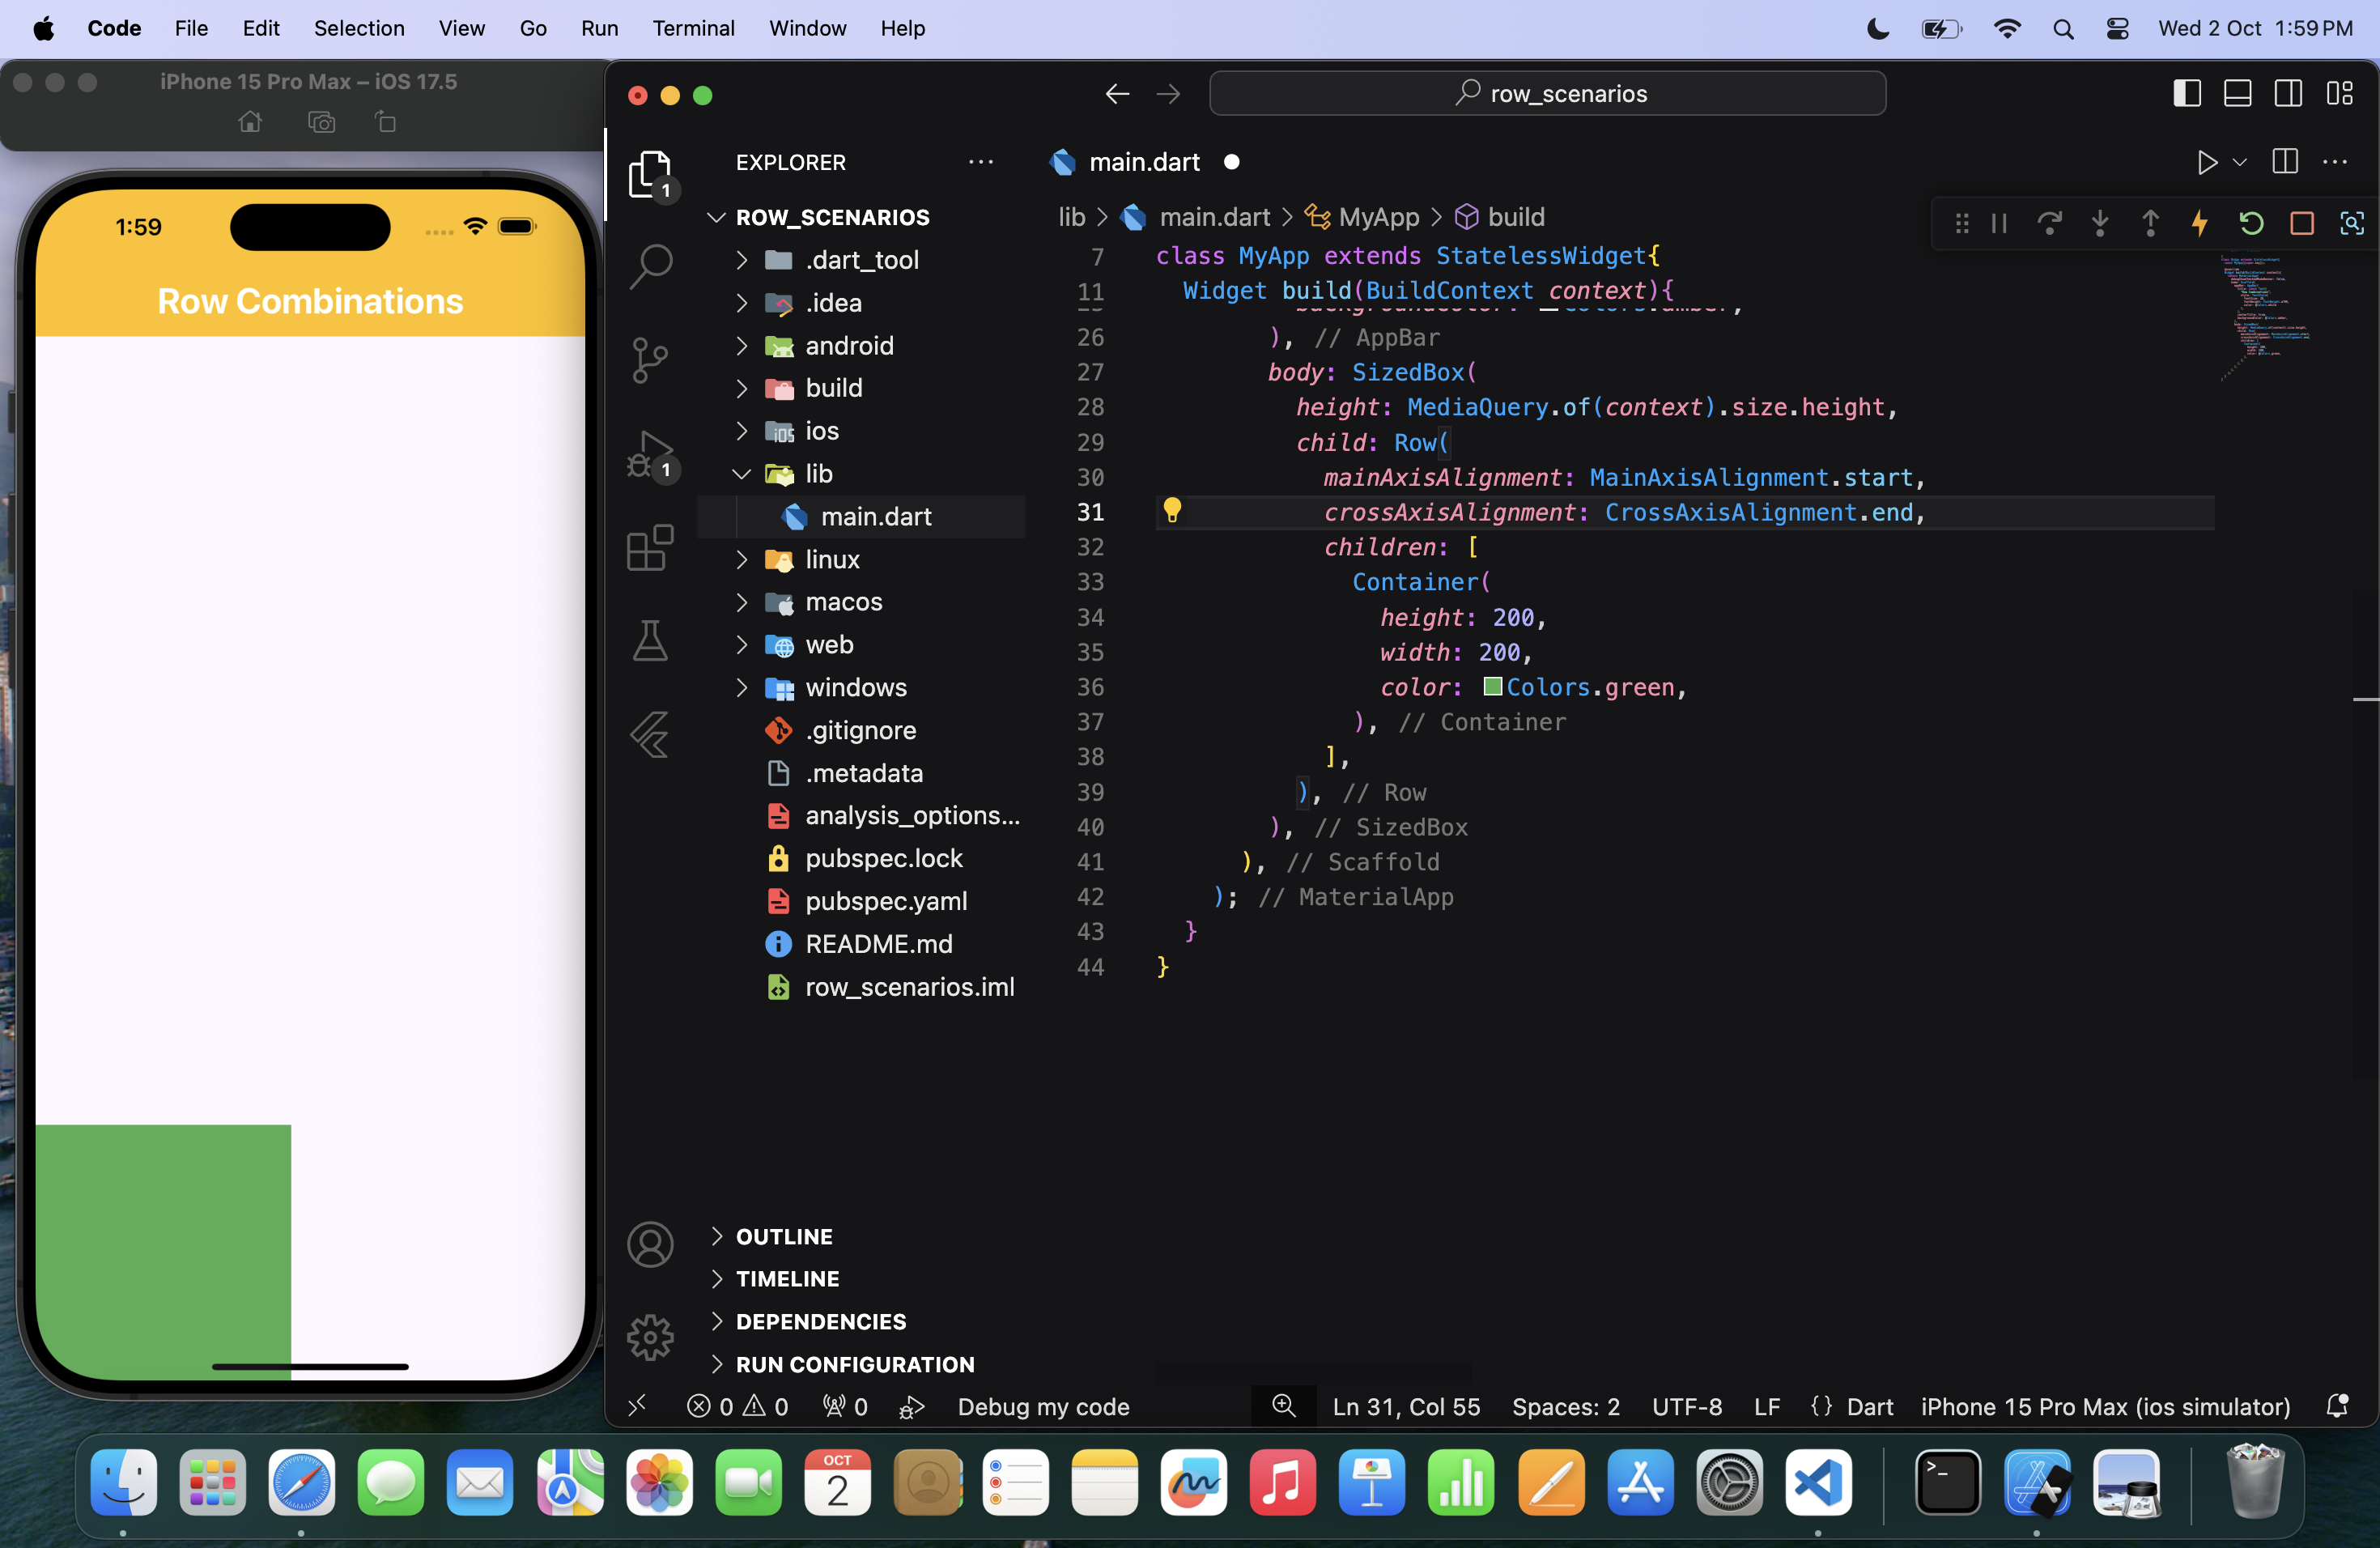 Code File Edit Selection View Go Run Terminal Window Help
Wed 2 Oct 1:59 PM
iPhone 15 Pro Max – iOS 17.5
1:59
Row Combinations
row_scenarios
EXPLORER
1
1
ROW_SCENARIOS
.dart_tool
.idea
android
build
ios
lib
main.dart
linux
macos
web
windows
.gitignore
.metadata
analysis_options...
pubspec.lock
pubspec.yaml
README.md
row_scenarios.iml
OUTLINE
TIMELINE
DEPENDENCIES
RUN CONFIGURATION
main.dart
lib > main.dart > MyApp > build
7 class MyApp extends StatelessWidget{
11 Widget build(BuildContext context){
26 ), // AppBar
27 body: SizedBox(
28 height: MediaQuery.of(context).size.height,
29 child: Row(
30 mainAxisAlignment: MainAxisAlignment.start,
31 crossAxisAlignment: CrossAxisAlignment.end,
32 children: [
33 Container(
34 height: 200,
35 width: 200,
36 color: Colors.green,
37 ), // Container
38 ],
39 ), // Row
40 ), // SizedBox
41 ), // Scaffold
42 ); // MaterialApp
43 }
44 }
0 0 0 Debug my code Ln 31, Col 55 Spaces: 2 UTF-8 LF {} Dart iPhone 15 Pro Max (ios simulator)
OCT
2